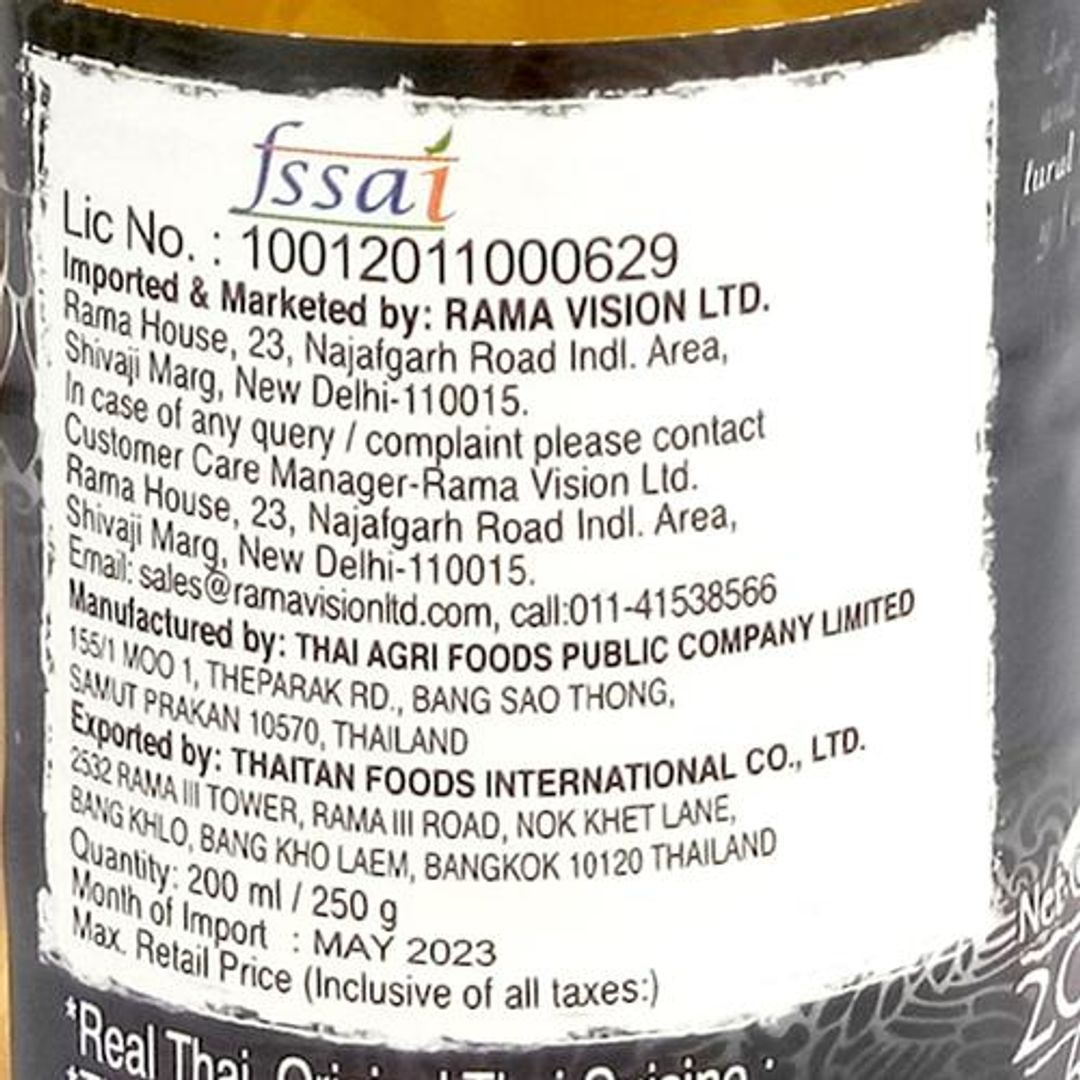 fssai
Lic No. : 10012011000629
Imported & Marketed by: RAMA VISION LTD.
Rama House, 23, Najafgarh Road Indl. Area,
Shivaji Marg, New Delhi-110015.
In case of any query / complaint please contact
Customer Care Manager-Rama Vision Ltd.
Rama House, 23, Najafgarh Road Indl. Area,
Shivaji Marg, New Delhi-110015.
Email: sales@ramavisionltd.com, call:011-41538566
Manufactured by: THAI AGRI FOODS PUBLIC COMPANY LIMITED
155/1 MOO 1, THEPARAK RD., BANG SAO THONG,
SAMUT PRAKAN 10570, THAILAND
Exported by: THAITAN FOODS INTERNATIONAL CO., LTD.
2532 RAMA III TOWER, RAMA III ROAD, NOK KHET LANE,
BANG KHLO, BANG KHO LAEM, BANGKOK 10120 THAILAND
Quantity: 200 ml / 250 g
Month of Import : MAY 2023
Max. Retail Price (Inclusive of all taxes:)
*Real Thai, Original Thai Cuisine.
Net